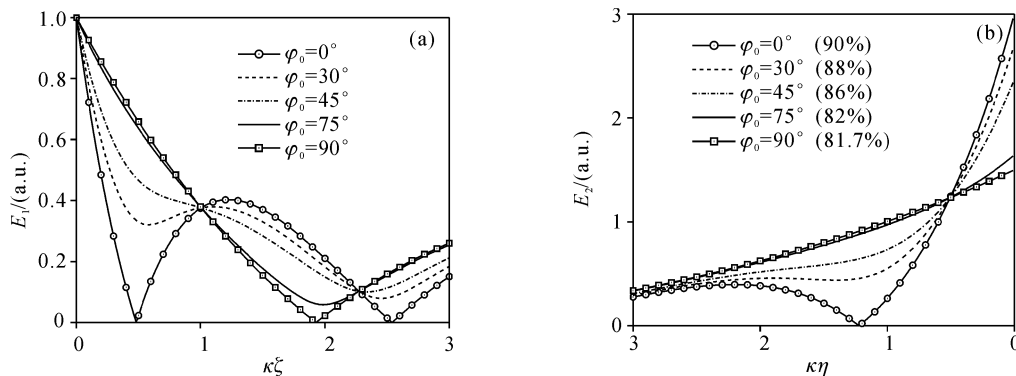 (a)
E₁/(a.u.)
1.0
0.8
0.6
0.4
0.2
0
φ₀=0°
φ₀=30°
φ₀=45°
φ₀=75°
φ₀=90°
0 1 2 3
κζ
(b)
E₂/(a.u.)
3
2
1
0
φ₀=0° (90%)
φ₀=30° (88%)
φ₀=45° (86%)
φ₀=75° (82%)
φ₀=90° (81.7%)
3 2 1 0
κη